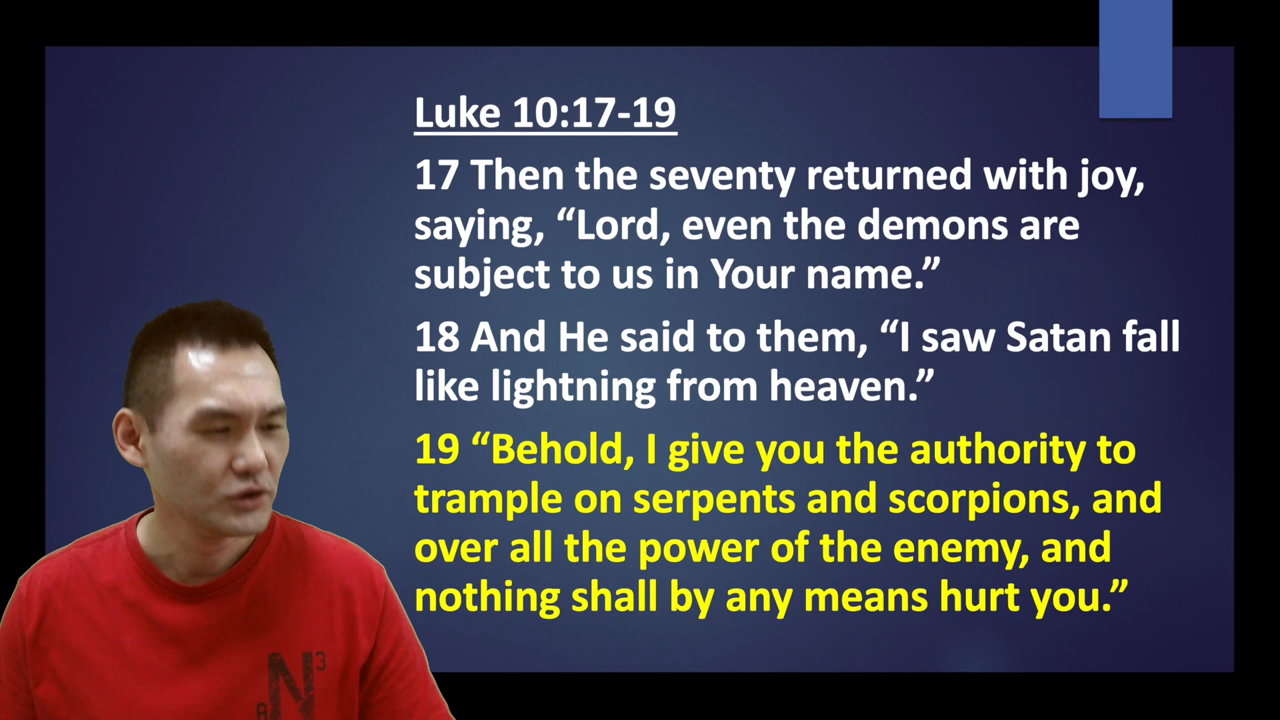 Luke 10:17-19
17 Then the seventy returned with joy,
saying, “Lord, even the demons are
subject to us in Your name.”
18 And He said to them, “I saw Satan fall
like lightning from heaven.”
19 “Behold, I give you the authority to
trample on serpents and scorpions, and
over all the power of the enemy, and
nothing shall by any means hurt you.”
N3
A